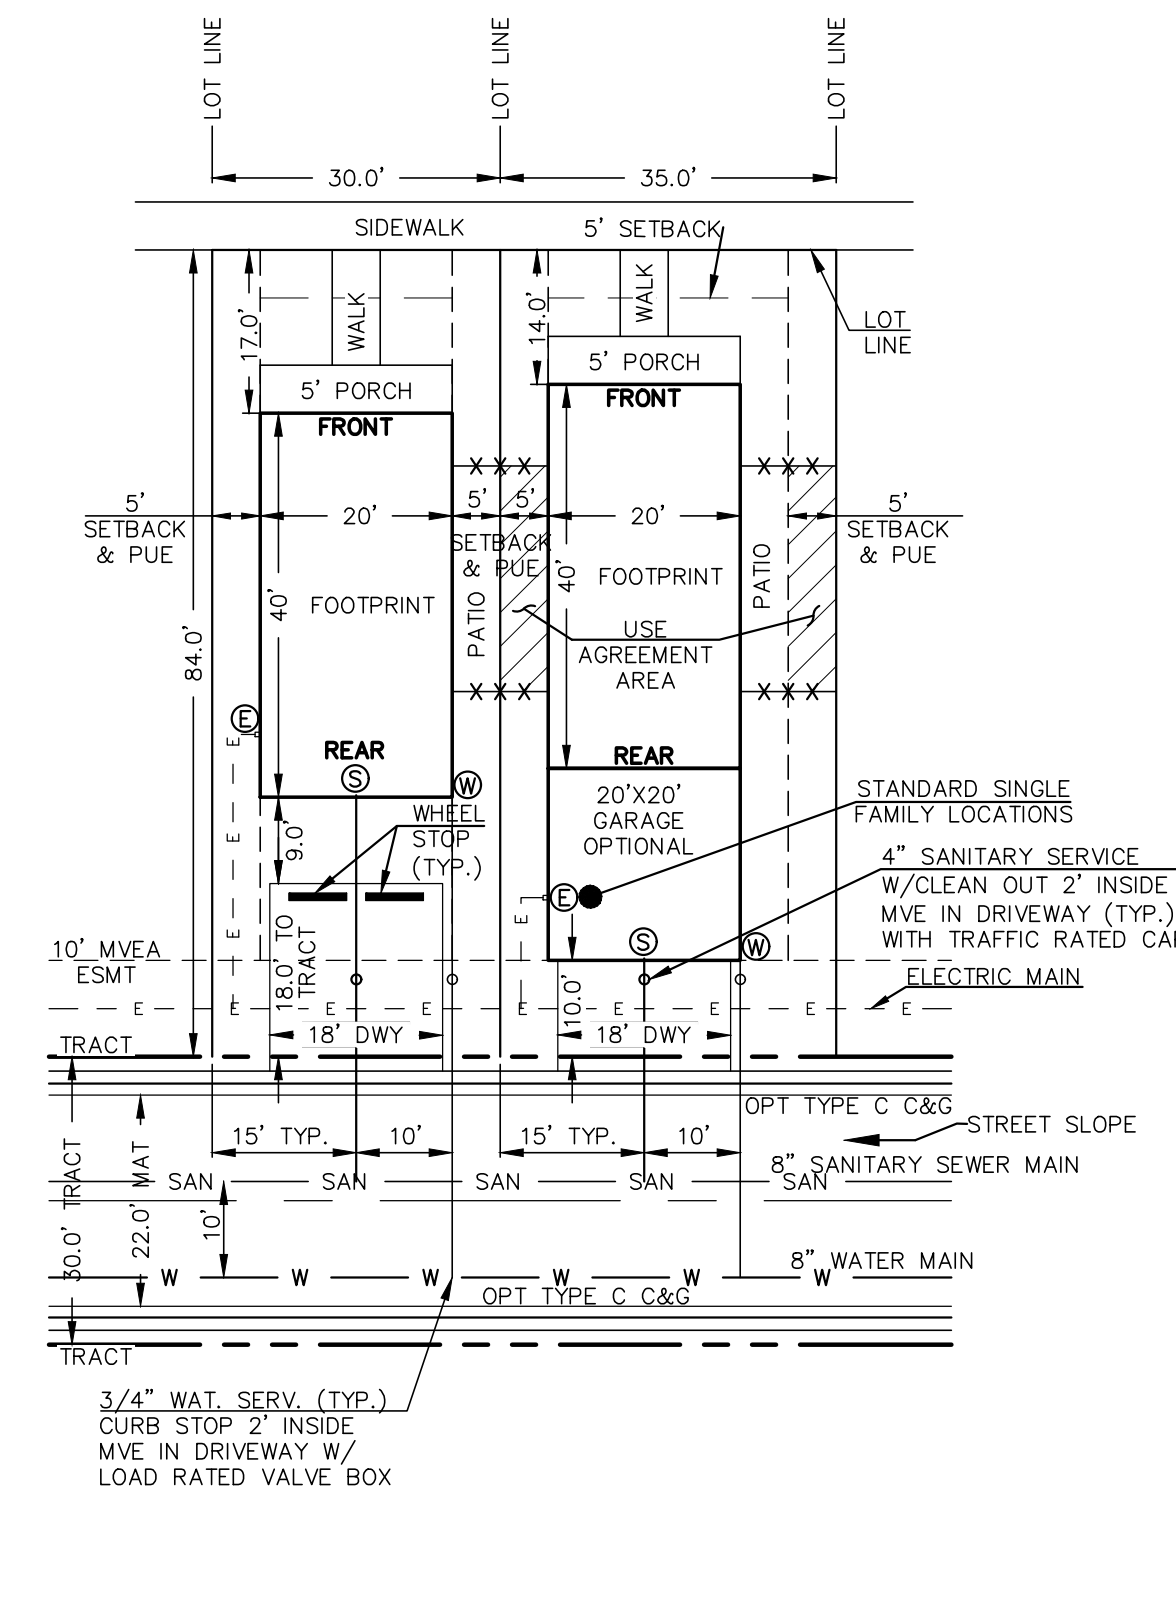 LOT LINE
LOT LINE
LOT LINE
30.0'
35.0'
SIDEWALK
5' SETBACK
17.0'
WALK
14.0'
WALK
LOT
LINE
5' PORCH
5' PORCH
FRONT
FRONT
X X X
X X X
5'
SETBACK
& PUE
20'
5'
5'
SETBACK
& PUE
20'
5'
SETBACK
& PUE
40'
FOOTPRINT
40'
FOOTPRINT
PATIO
PATIO
84.0'
USE
AGREEMENT
AREA
X X X
X X X
E
E
E
E
REAR
S
W
REAR
20'X20'
GARAGE
OPTIONAL
STANDARD SINGLE
FAMILY LOCATIONS
9.0'
WHEEL
STOP
(TYP.)
4" SANITARY SERVICE
W/CLEAN OUT 2' INSIDE
MVE IN DRIVEWAY (TYP.)
WITH TRAFFIC RATED
E
E
S
W
10' MVEA
ESMT
18.0' TO
TRACT
10.0'
ELECTRIC MAIN
E E E E E E E E E
18' DWY
18' DWY
TRACT
OPT TYPE C C&G
STREET SLOPE
15' TYP.
10'
15' TYP.
10'
8" SANITARY SEWER MAIN
SAN SAN SAN SAN SAN
30.0' TRACT
22.0' MAT
10'
8" WATER MAIN
W W W W W W
OPT TYPE C C&G
TRACT
3/4" WAT. SERV. (TYP.)
CURB STOP 2' INSIDE
MVE IN DRIVEWAY W/
LOAD RATED VALVE BOX